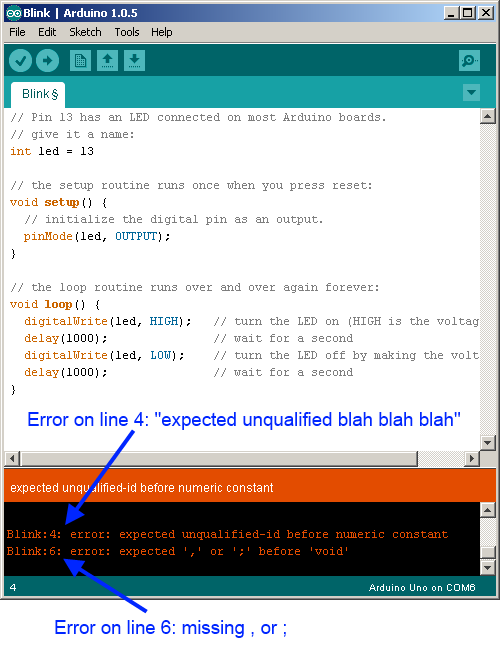 Blink | Arduino 1.0.5
File Edit Sketch Tools Help
Blink§
// Pin 13 has an LED connected on most Arduino boards.
// give it a name:
int led = 13
// the setup routine runs once when you press reset:
void setup() {
// initialize the digital pin as an output.
pinMode(led, OUTPUT);
}
// the loop routine runs over and over again forever:
void loop() {
digitalWrite(led, HIGH); // turn the LED on (HIGH is the voltag
delay(1000); // wait for a second
digitalWrite(led, LOW); // turn the LED off by making the volt
delay(1000); // wait for a second
}
Error on line 4: "expected unqualified blah blah blah"
expected unqualified-id before numeric constant
Blink:4: error: expected unqualified-id before numeric constant
Blink:6: error: expected ',' or ';' before 'void'
4 Arduino Uno on COM6
Error on line 6: missing , or ;